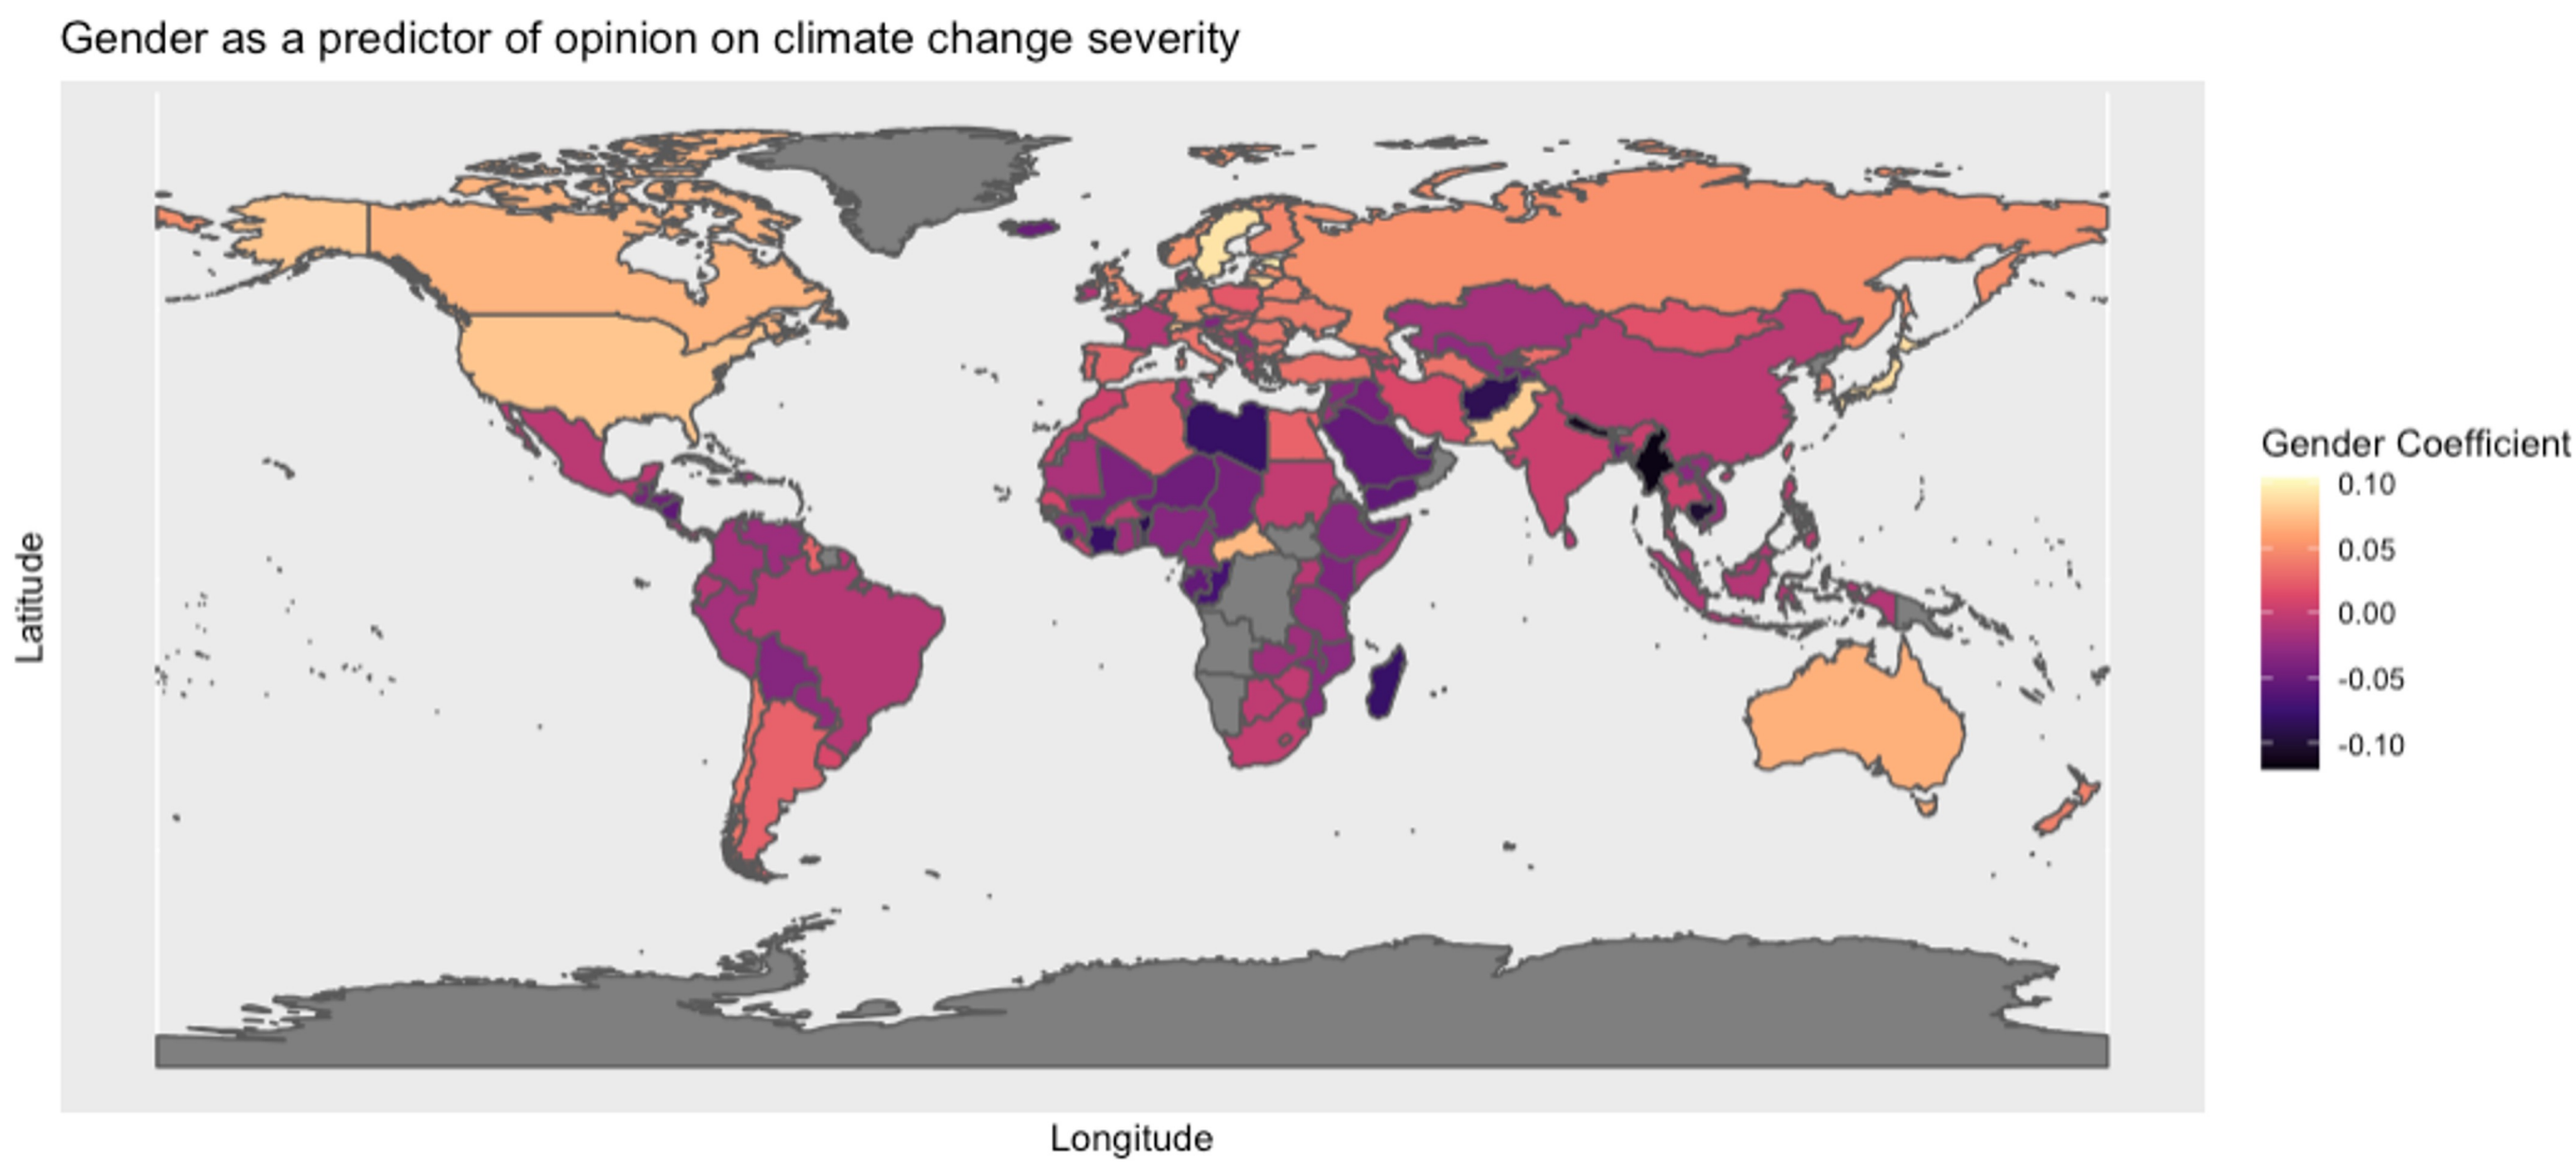 Gender as a predictor of opinion on climate change severity
Latitude
Gender Coefficient
0.10
0.05
0.00
-0.05
-0.10
Longitude